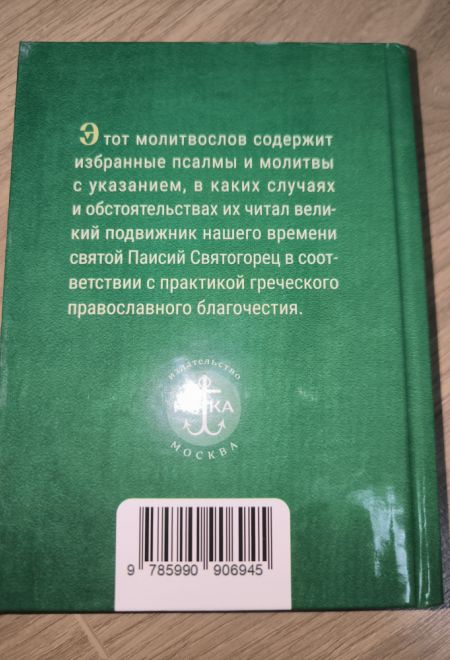 Этот молитвослов содержит
избранные псалмы и молитвы
с указанием, в каких случаях
и обстоятельствах их читал вели-
кий подвижник нашего времени
святой Паисий Святогорец в соот-
ветствии с практикой греческого
православного благочестия.
издательство
МОСКВА
9 785990 906945